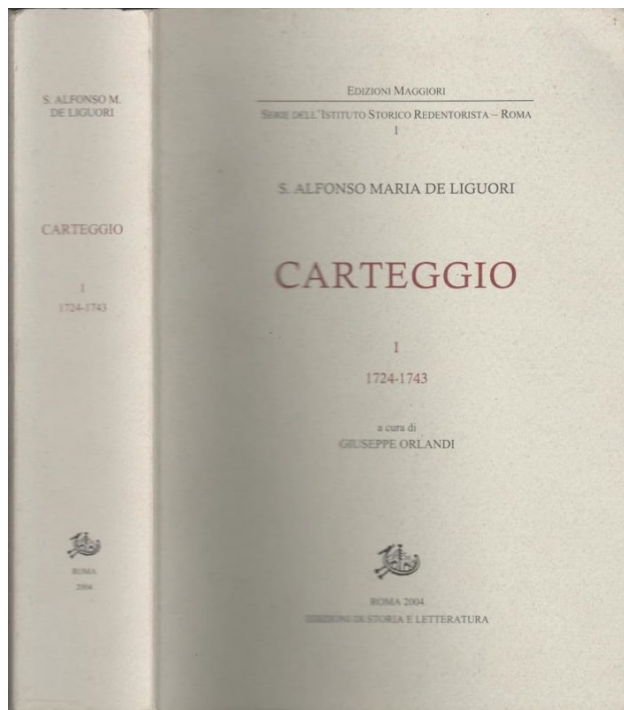 S. ALFONSO M.
DE LIGUORI
CARTEGGIO
I
1724-1743
ROMA
2004
EDIZIONI MAGGIORI
SERIE DELL'ISTITUTO STORICO REDENTORISTA – ROMA
I
S. ALFONSO MARIA DE LIGUORI
CARTEGGIO
I
1724-1743
a cura di
GIUSEPPE ORLANDI
ROMA 2004
EDIZIONI DI STORIA E LETTERATURA